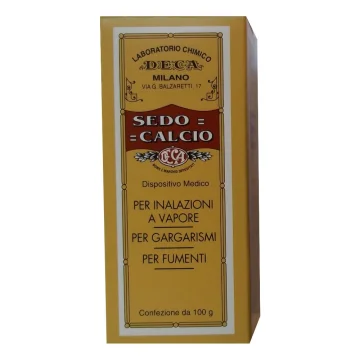 LABORATORIO CHIMICO
DECA
MILANO
VIA G. BALZARETTI 17
SEDO =
= CALCIO
DECA
Dispositivo Medico
PER INALAZIONI
A VAPORE
PER GARGARISMI
PER FUMENTI
Confezione da 100 g